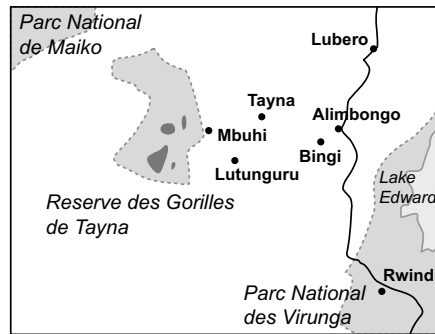 Parc National
de Maiko
Lubero
Tayna
Alimbongo
Mbuhi
Bingi
Lutunguru
Lake
Edward
Reserve des Gorilles
de Tayna
Rwind
Parc National
des Virunga